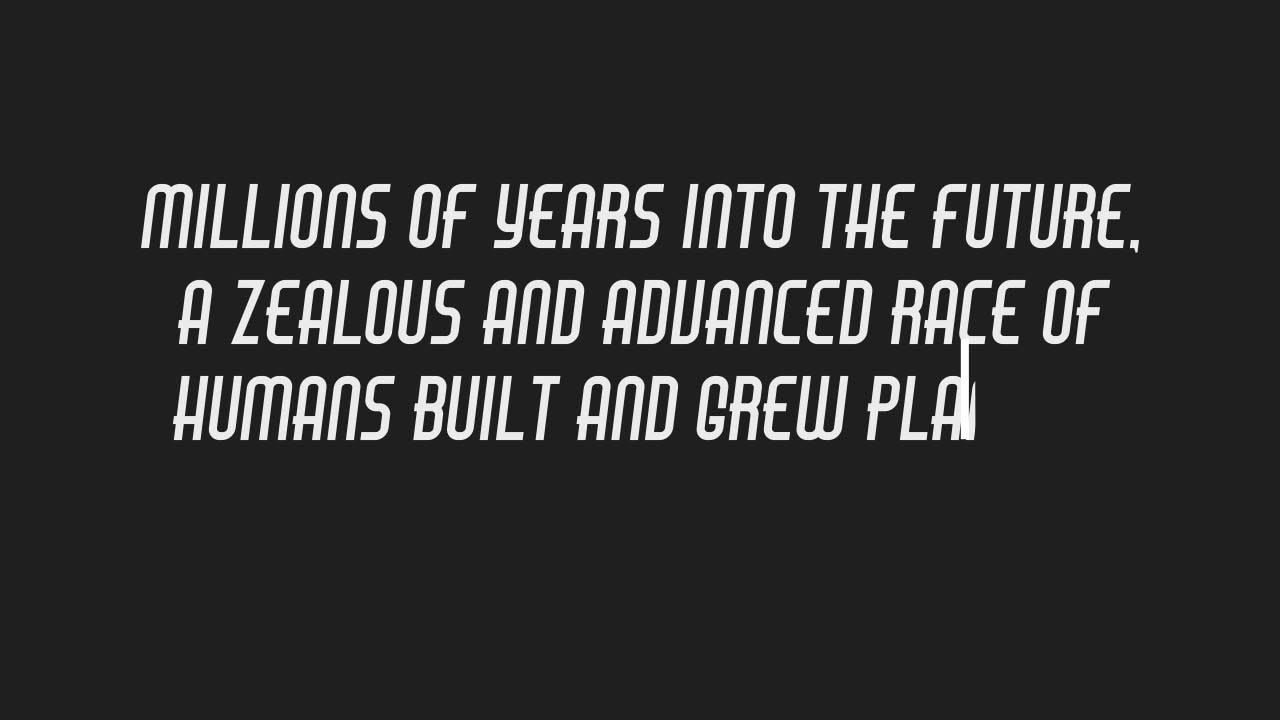 MILLIONS OF YEARS INTO THE FUTURE,
A ZEALOUS AND ADVANCED RACE OF
HUMANS BUILT AND GREW PLA